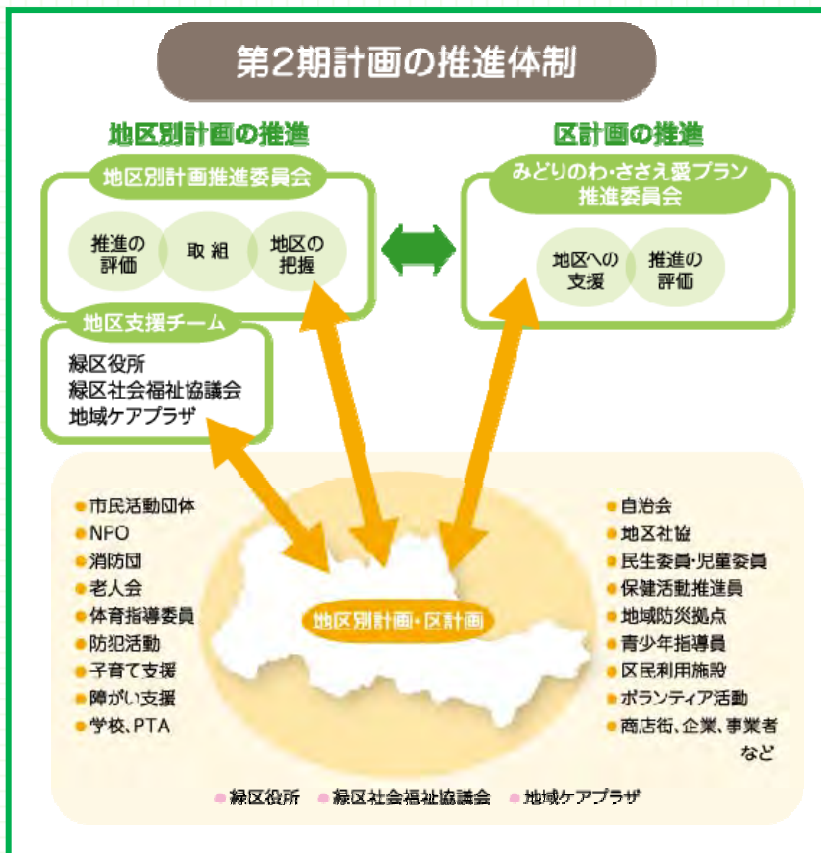 第2期計画の推進体制
地区別計画の推進
地区別計画推進委員会
推進の
評価
取組
地区の
把握
地区支援チーム
緑区役所
緑区社会福祉協議会
地域ケアプラザ
区計画の推進
みどりのわ・ささえ愛プラン
推進委員会
地区への
支援
推進の
評価
●市民活動団体
●NPO
●消防団
●老人会
●体育指導委員
●防犯活動
●子育て支援
●障がい支援
●学校、PTA
地区別計画・区計画
●自治会
●地区社協
●民生委員・児童委員
●保健活動推進員
●地域防災拠点
●青少年指導員
●区民利用施設
●ボランティア活動
●商店街、企業、事業者
など
●緑区役所 ●緑区社会福祉協議会 ●地域ケアプラザ